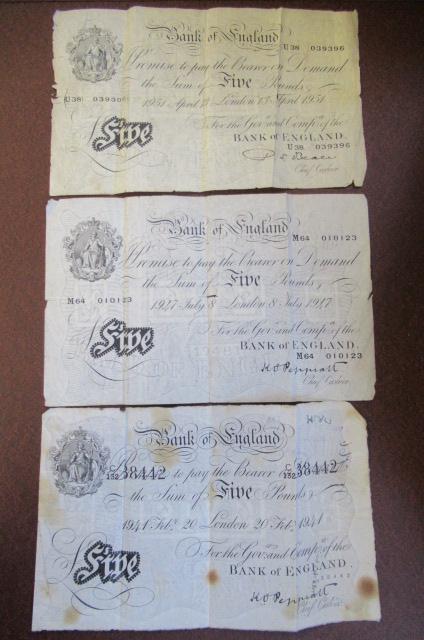 Bank of England
U38 039396
Promise to pay the Bearer on Demand
the Sum of Five Pounds
U38 039396
1951 April 13 London 13 April 1951
For the Govr. and Compa. of the
Five
BANK OF ENGLAND.
U38 039396
P S Beale
Chief Cashier
Bank of England
M64 010123
Promise to pay the Bearer on Demand
the Sum of Five Pounds
M64 010123
1947 July 8 London 8 July 1947
For the Govr. and Compa. of the
£Five
BANK OF ENGLAND.
M64 010123
K O Peppiatt
Chief Cashier
Bank of England
38442 to pay the Bearer 38442
the Sum of Five Pounds
1941 Feb. 20 London 20 Feb. 1941
For the Govr. and Compa. of the
£Five
BANK OF ENGLAND.
K O Peppiatt
Chief Cashier